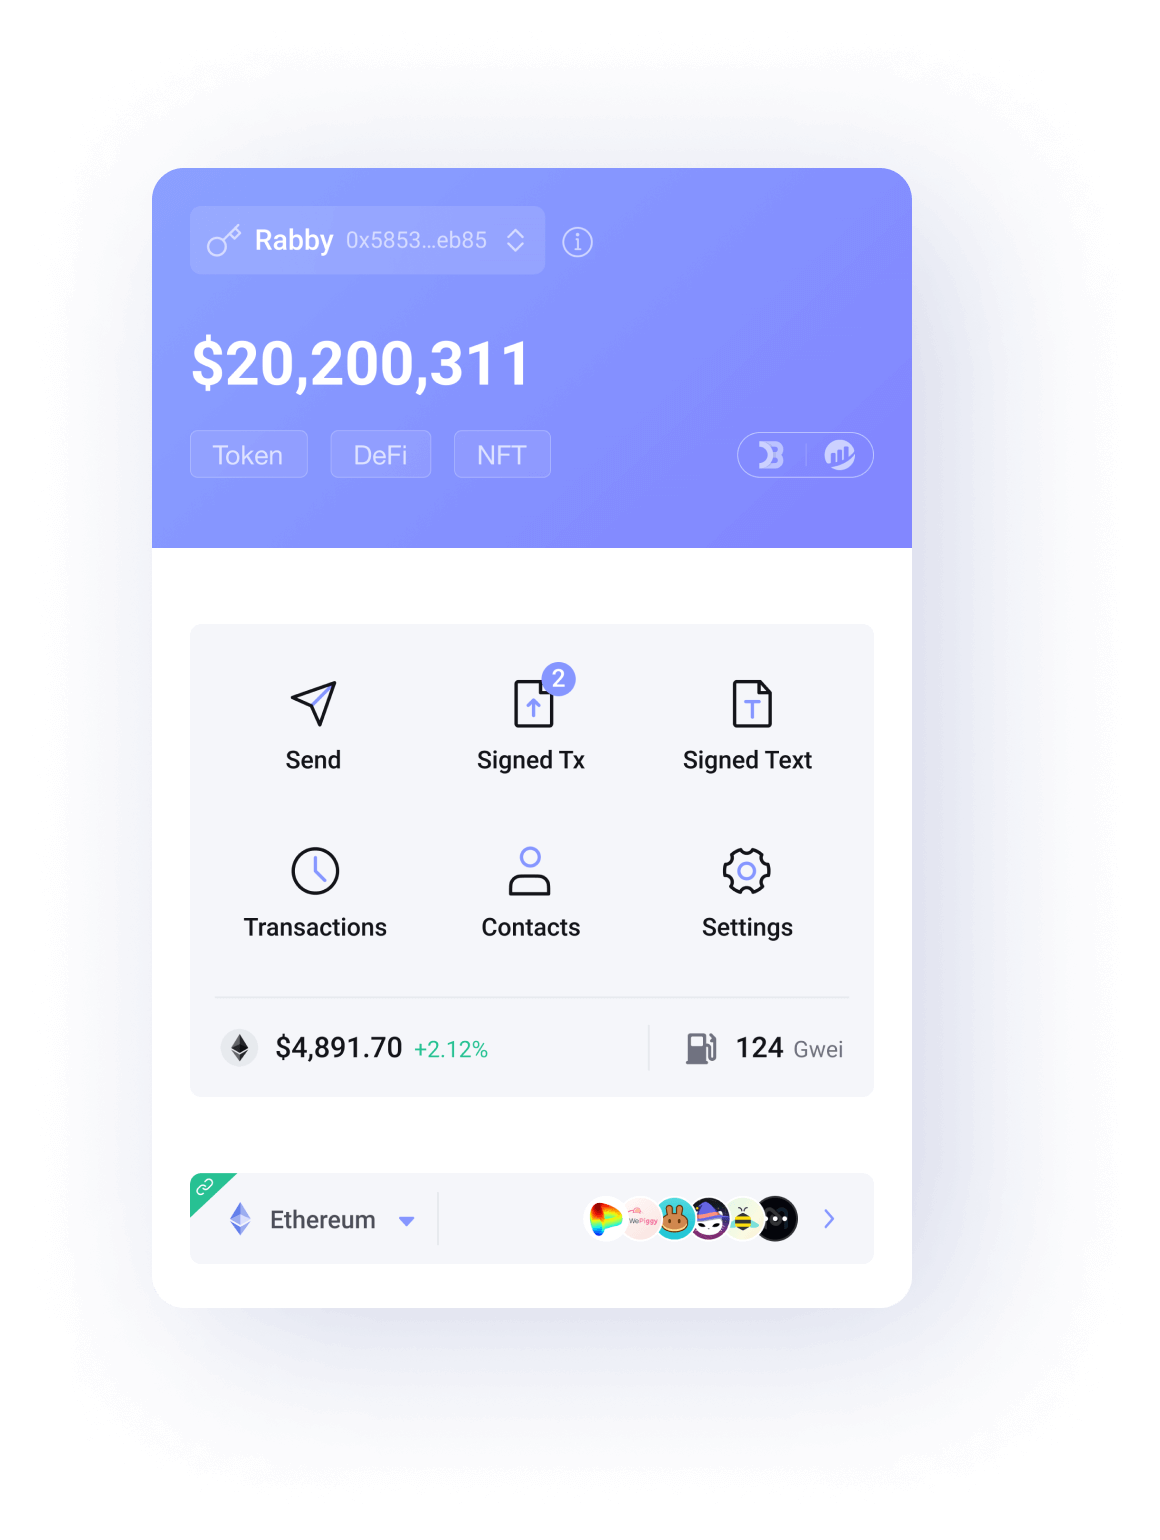 Rabby 0x5853...eb85
$20,200,311
Token DeFi NFT
2
T
Send Signed Tx Signed Text
Transactions Contacts Settings
$4,891.70 +2.12% 124 Gwei
Ethereum WePiggy